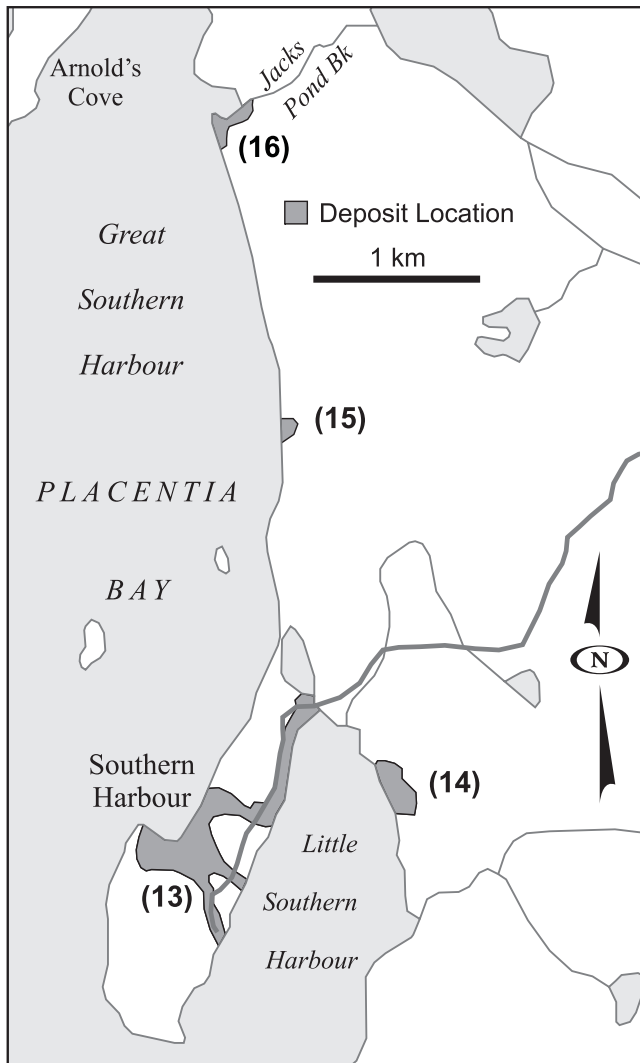 Arnold's
Cove
Jacks
Pond Bk
(16)
Deposit Location
1 km
Great
Southern
Harbour
(15)
PLACENTIA
BAY
N
Southern
Harbour
(14)
(13)
Little
Southern
Harbour